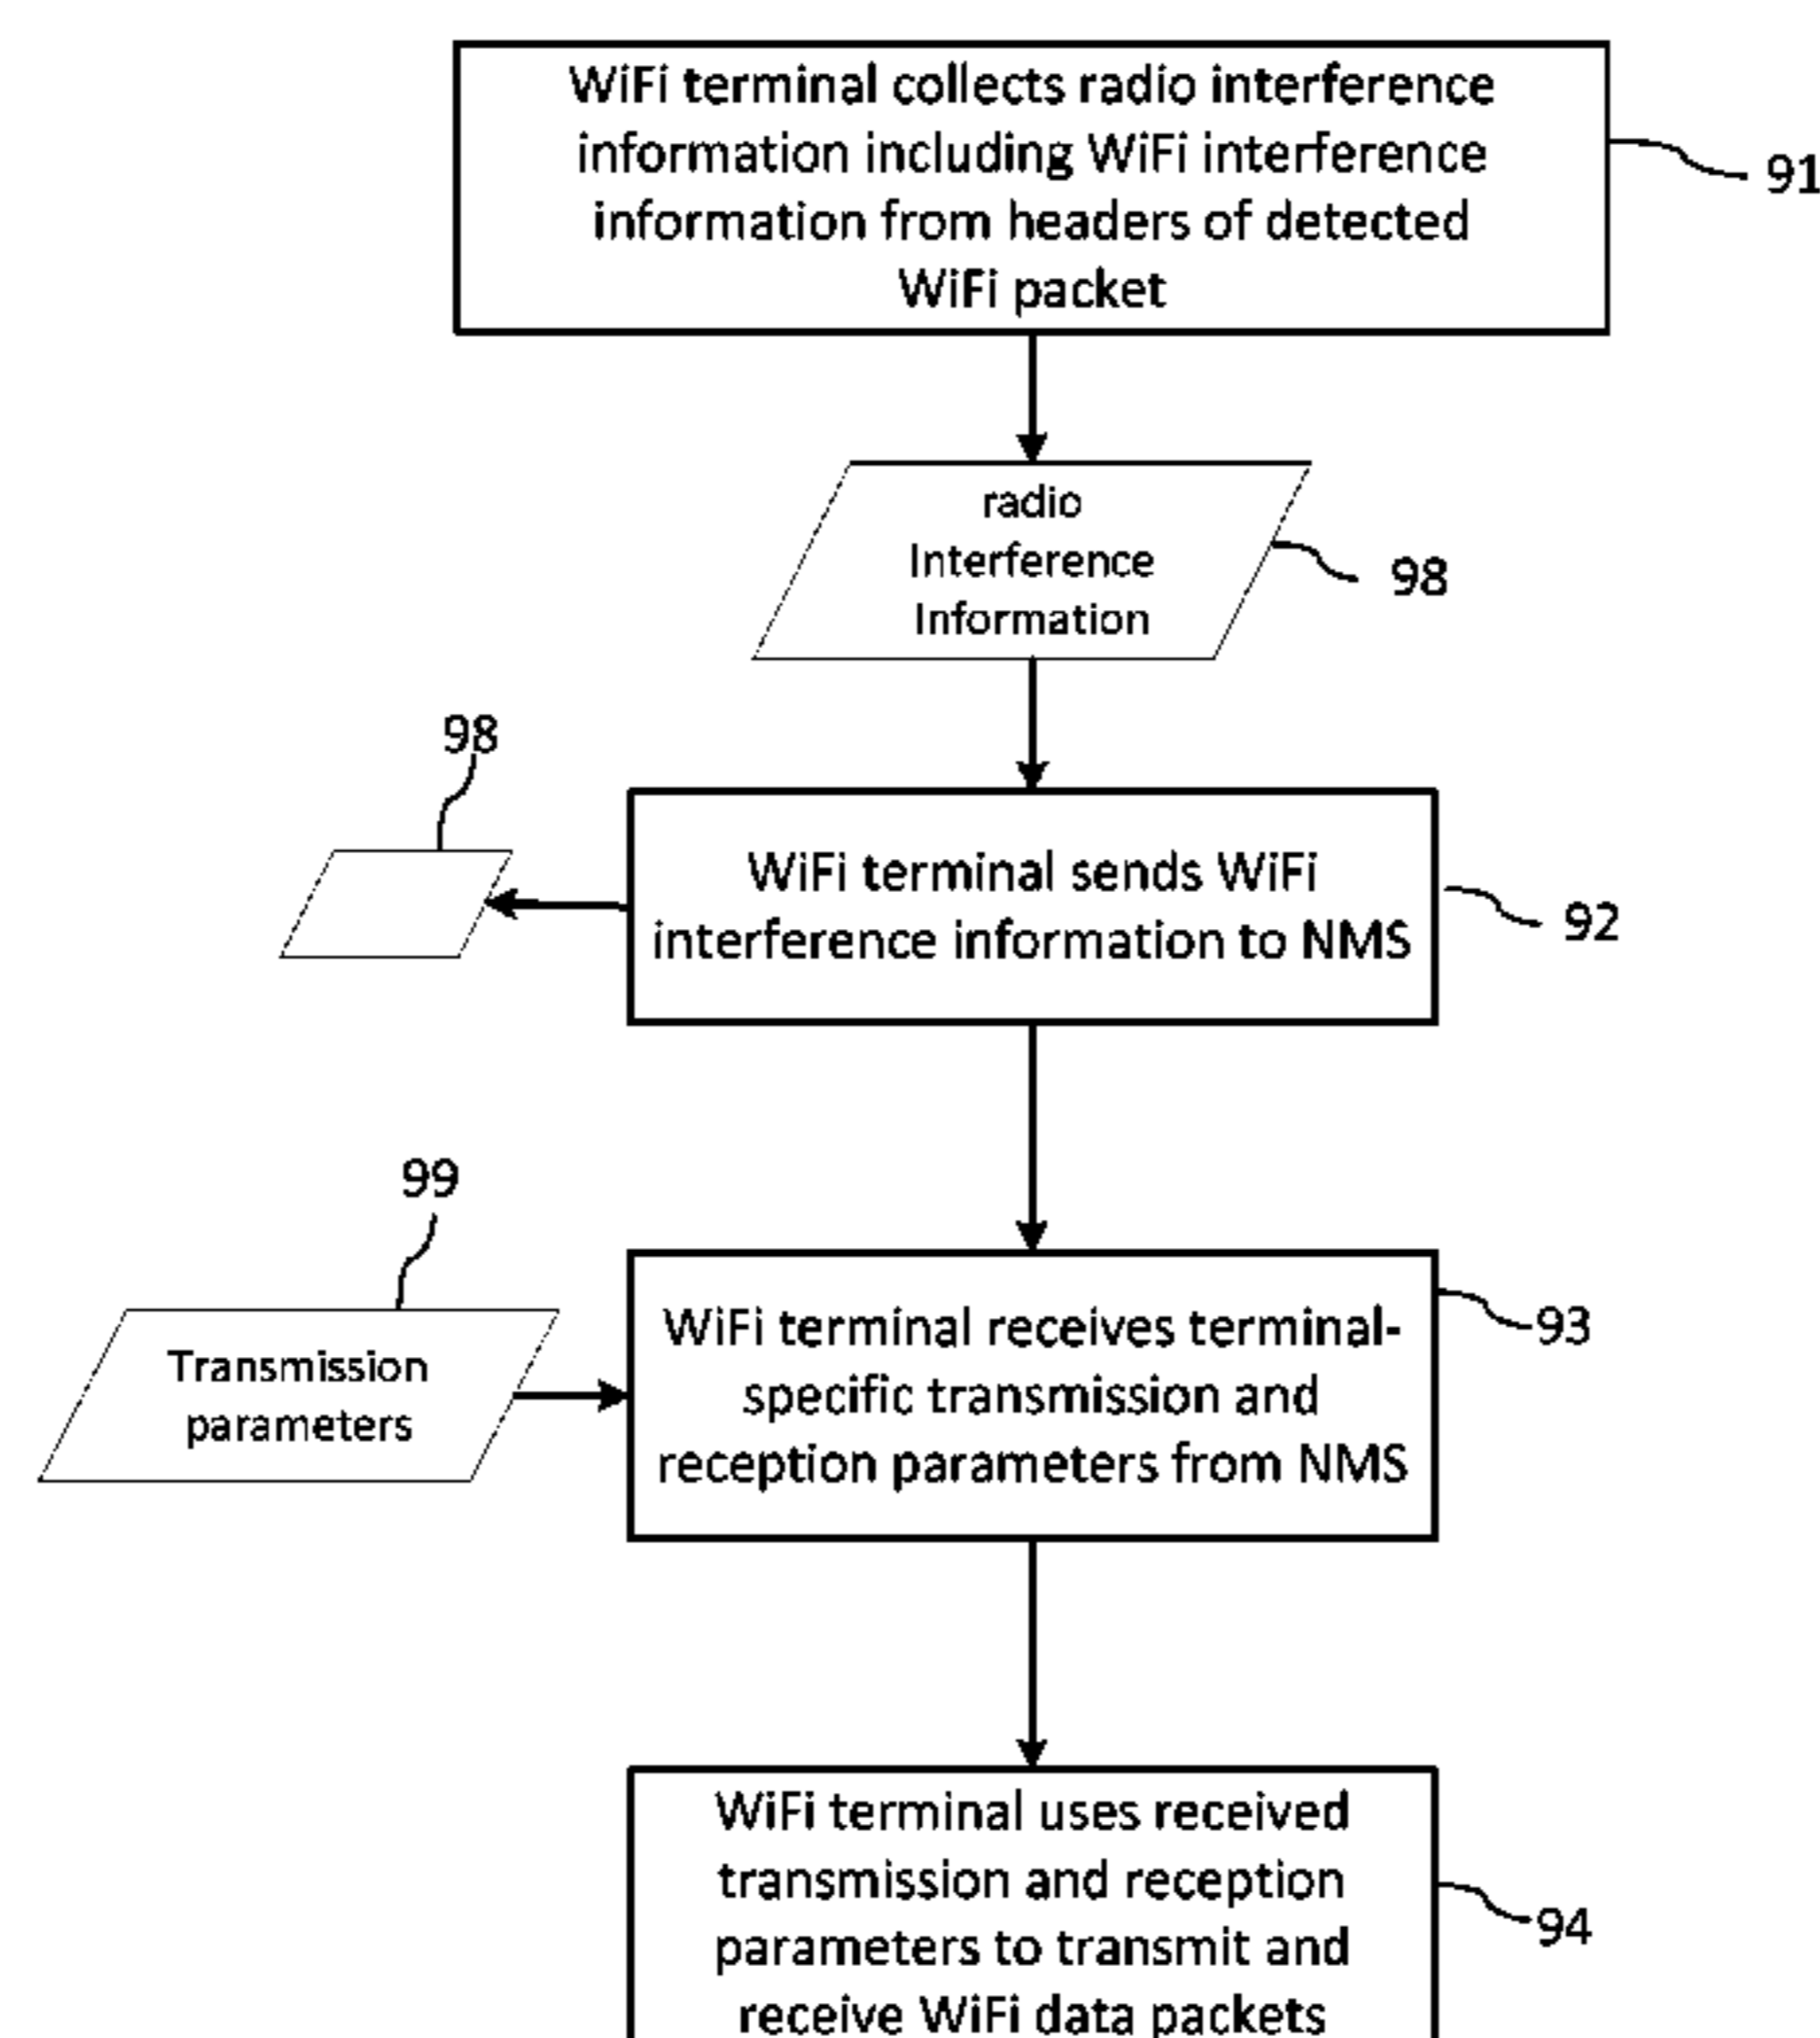 WiFi terminal collects radio interference
information including WiFi interference
information from headers of detected
WiFi packet
91
radio
Interference
Information
98
98
WiFi terminal sends WiFi
interference information to NMS
92
99
Transmission
parameters
WiFi terminal receives terminal-
specific transmission and
reception parameters from NMS
93
WiFi terminal uses received
transmission and reception
parameters to transmit and
receive WiFi data packets
94